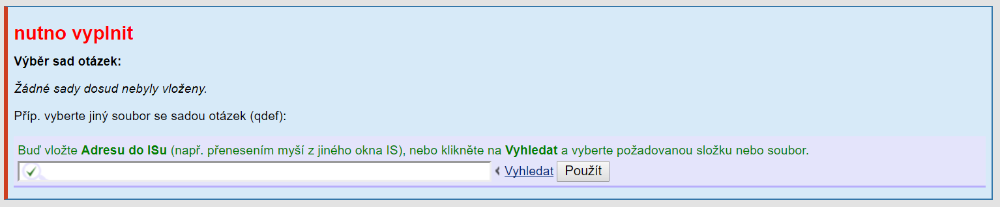 nutno vyplnit
Výběr sad otázek:
Žádné sady dosud nebyly vloženy.
Příp. vyberte jiný soubor se sadou otázek (qdef):
Buď vložte Adresu do ISu (např. přenesením myší z jiného okna IS), nebo klikněte na Vyhledat a vyberte požadovanou složku nebo soubor.
Vyhledat Použít